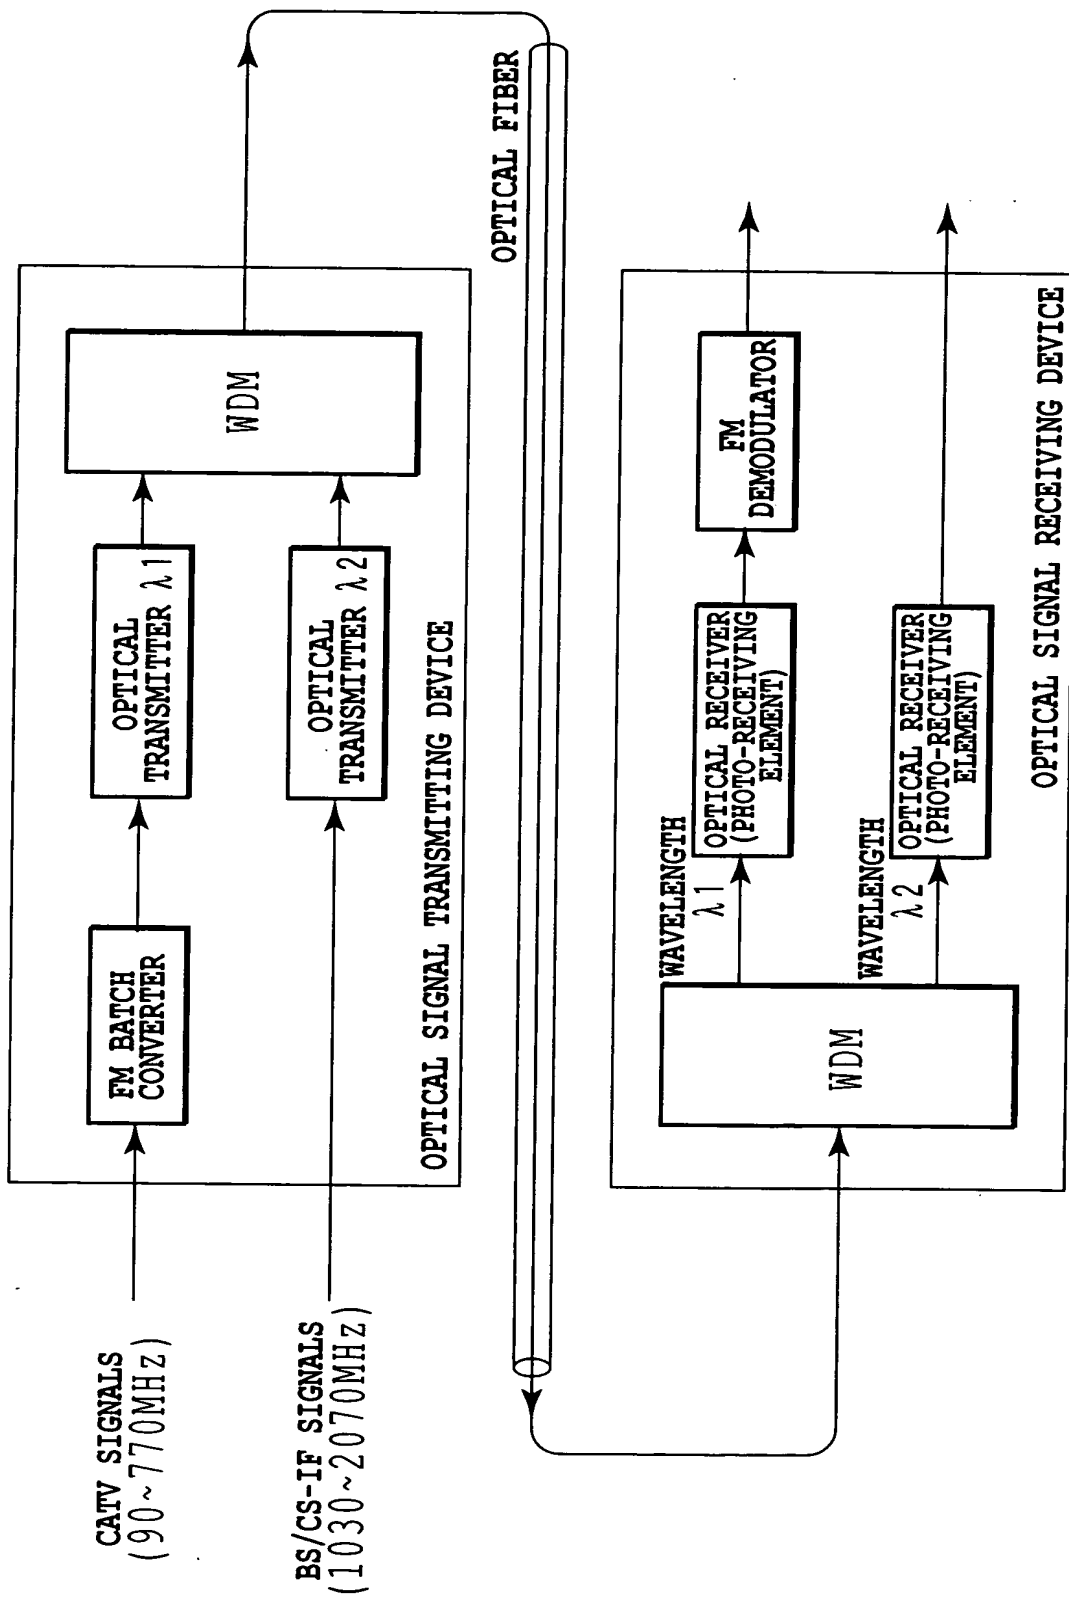 CATV SIGNALS
(90~770MHz)
BS/CS-IF SIGNALS
(1030~2070MHz)
FM BATCH
CONVERTER
OPTICAL
TRANSMITTER λ1
OPTICAL
TRANSMITTER λ2
WDM
OPTICAL SIGNAL TRANSMITTING DEVICE
OPTICAL FIBER
WDM
WAVELENGTH
λ1
OPTICAL RECEIVER
(PHOTO-RECEIVING
ELEMENT)
FM
DEMODULATOR
WAVELENGTH
λ2
OPTICAL RECEIVER
(PHOTO-RECEIVING
ELEMENT)
OPTICAL SIGNAL RECEIVING DEVICE